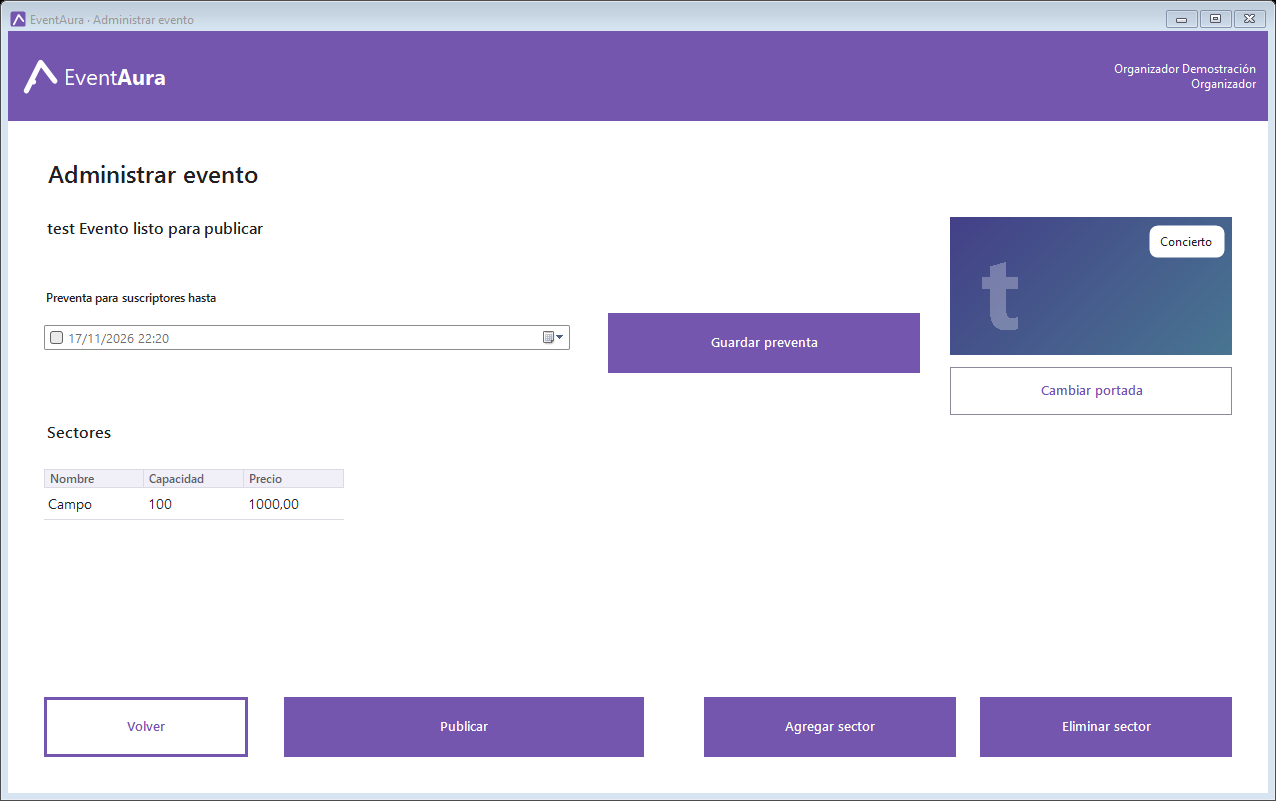 EventAura · Administrar evento
EventAura
Organizador Demostración
Organizador
Administrar evento
test Evento listo para publicar
Concierto
t
Preventa para suscriptores hasta
17/11/2026 22:20
Guardar preventa
Cambiar portada
Sectores
Nombre Capacidad Precio
Campo 100 1000,00
Volver Publicar Agregar sector Eliminar sector